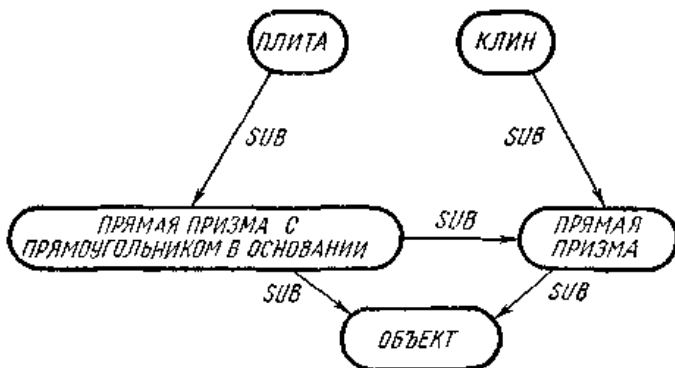 ПЛИТА
КЛИН
SUB
SUB
ПРЯМАЯ ПРИЗМА С
ПРЯМОУГОЛЬНИКОМ В ОСНОВАНИИ
SUB
ПРЯМАЯ
ПРИЗМА
SUB
SUB
ОБЪЕКТ